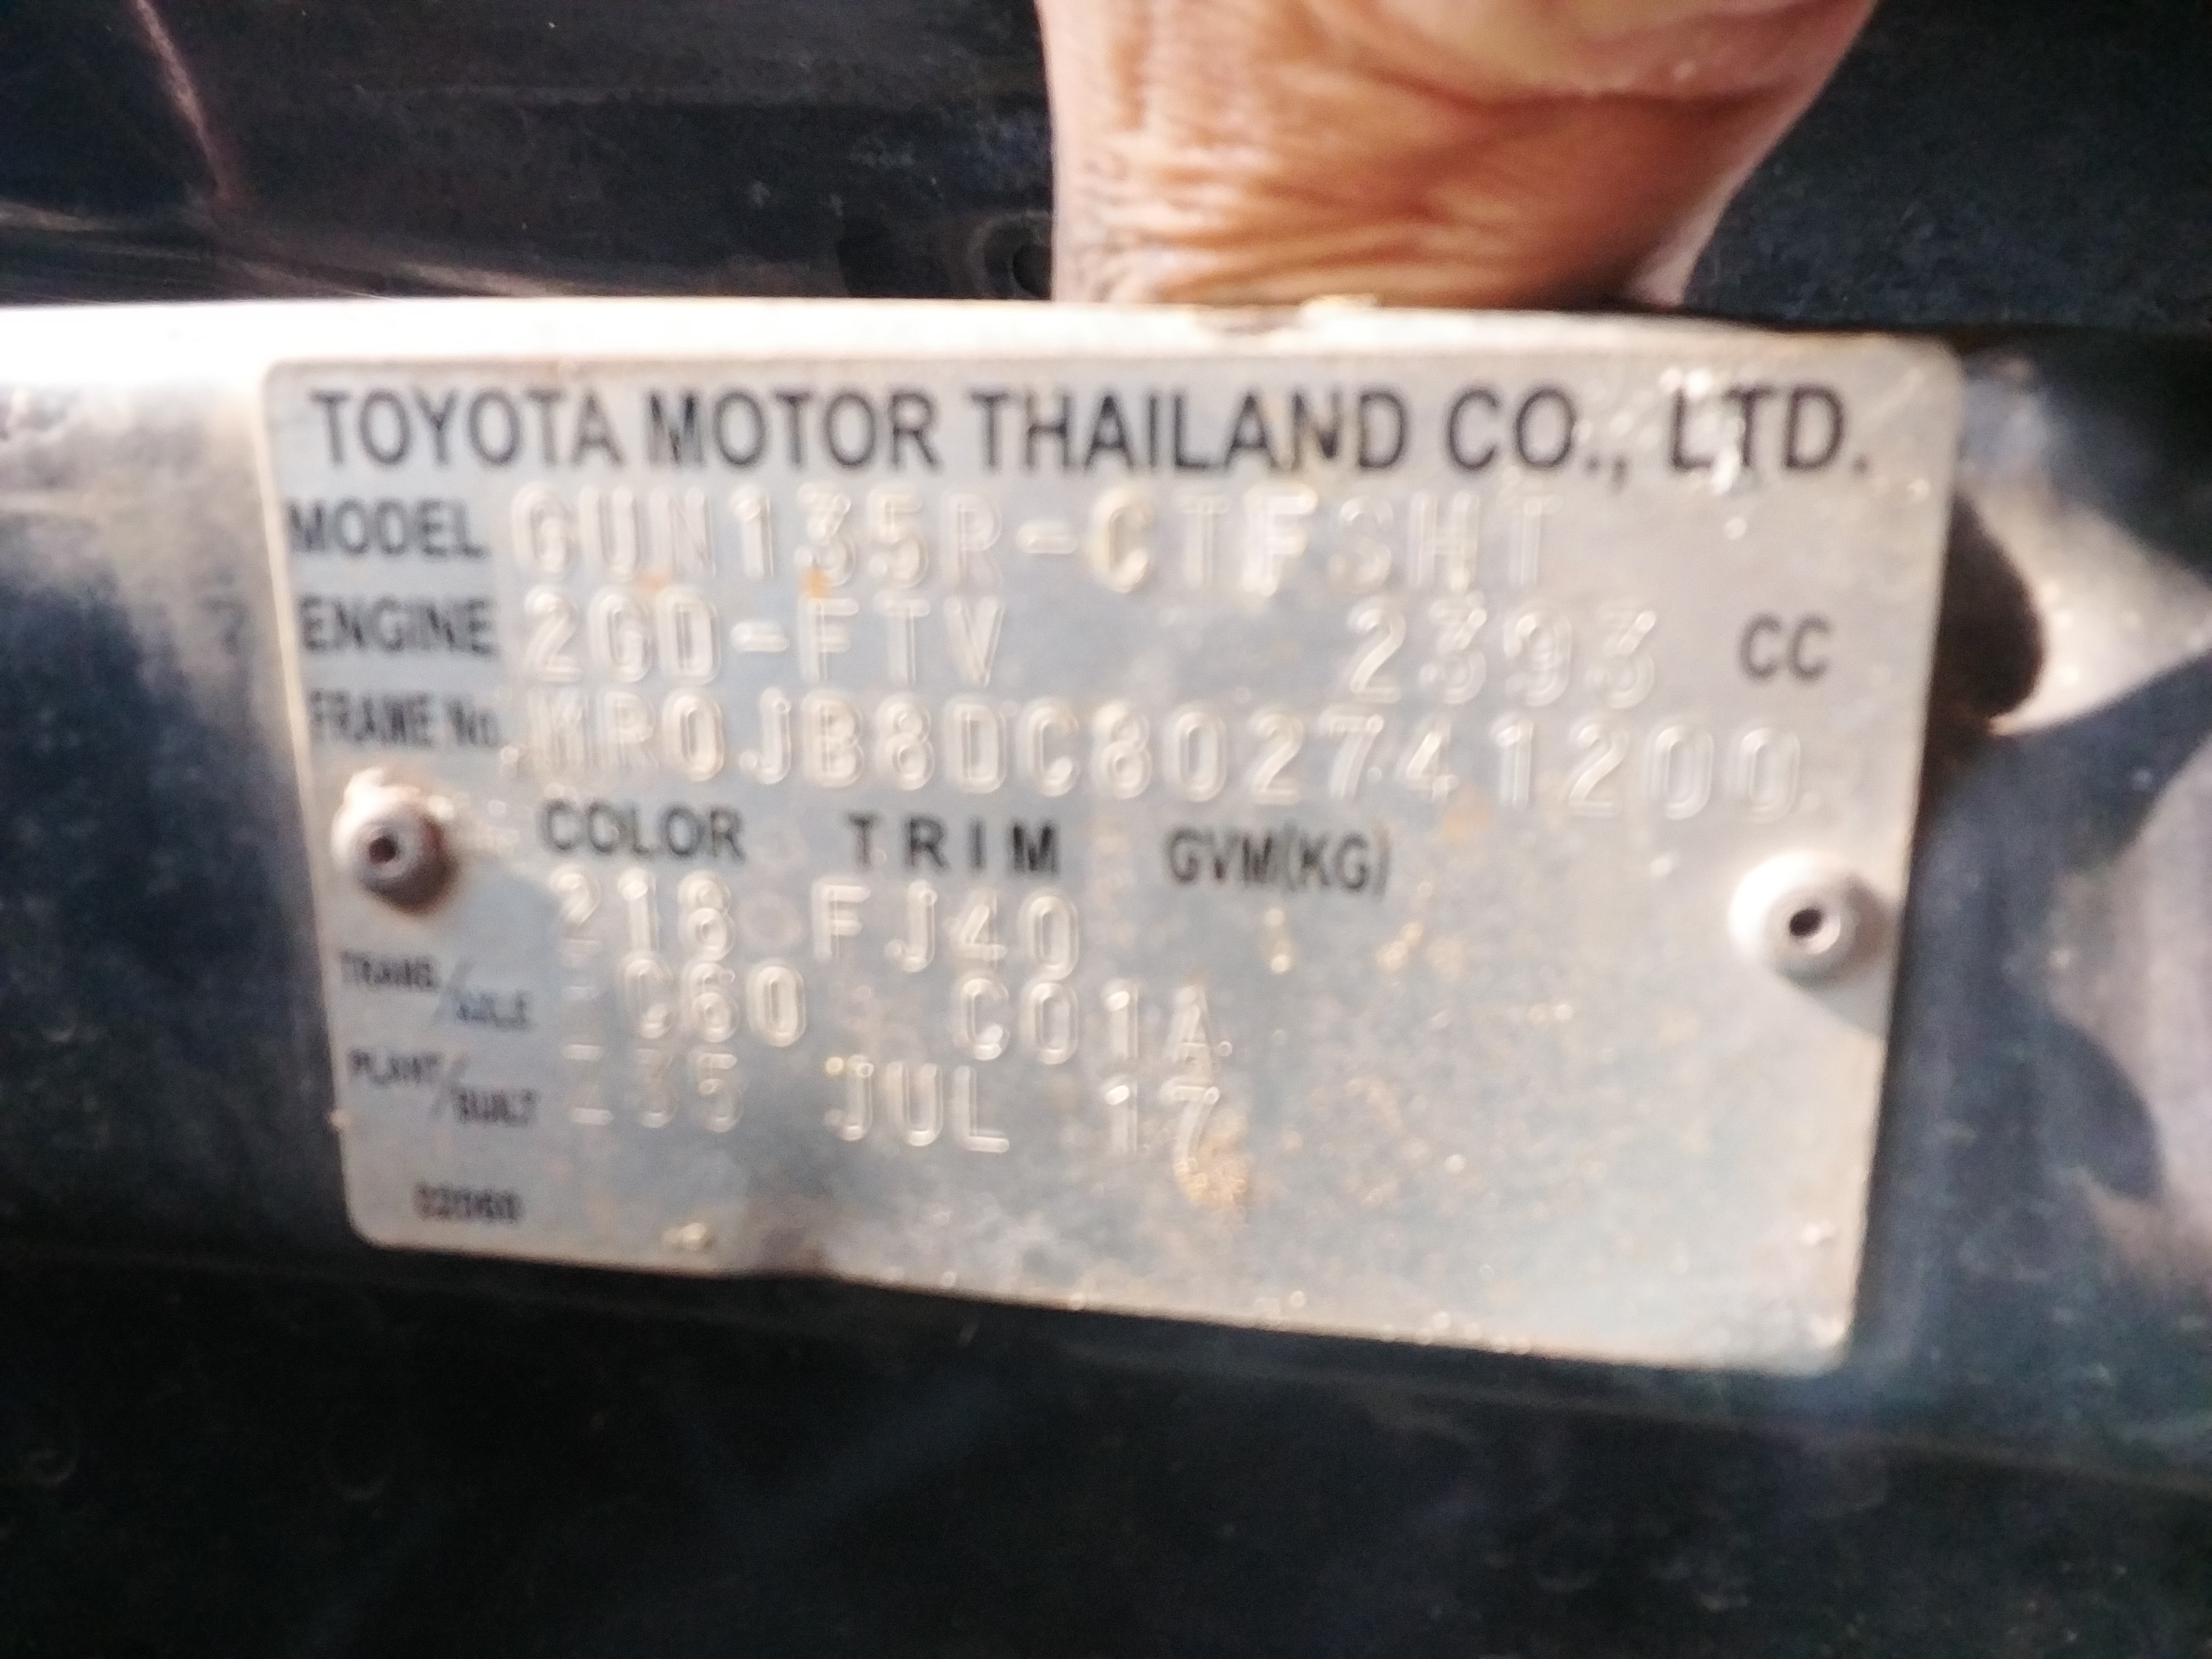 TOYOTA MOTOR THAILAND CO., LTD.
MODEL GUN135R-CTFSHT
ENGINE 2GD-FTV 2393 CC
FRAME No. MR0JB8DC802741200
COLOR TRIM GVM(KG)
218 FJ40
TRANS/AXLE C60 C01A
PLANT/BUILT JUL 17